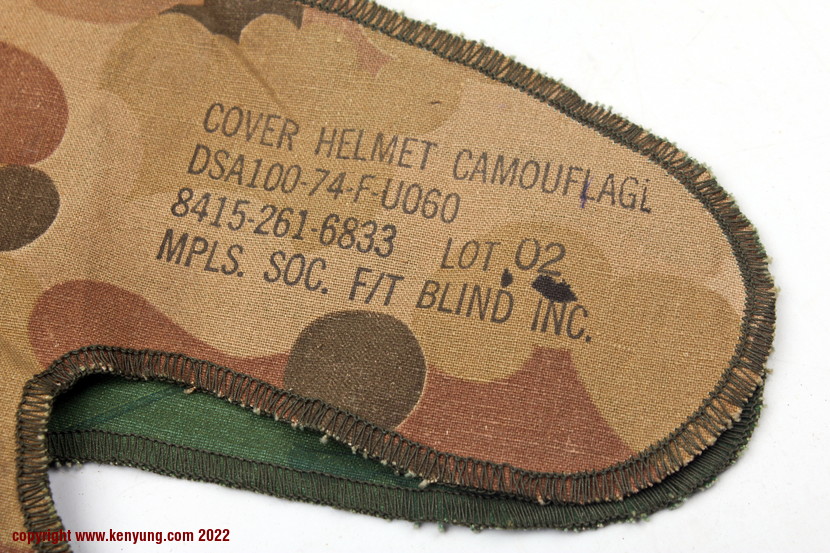 COVER HELMET CAMOUFLAGE
DSA100-74-F-U060
8415-261-6833 LOT 02
MPLS. SOC. F/T BLIND INC.
copyright www.kenyung.com 2022